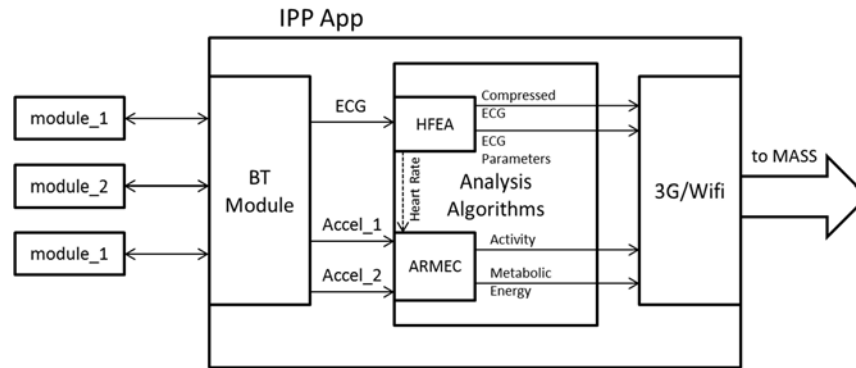 IPP App
module_1
module_2
module_1
BT
Module
ECG
Accel_1
Accel_2
HFEA
Heart Rate
ARMEC
Compressed
ECG
ECG
Parameters
Analysis
Algorithms
Activity
Metabolic
Energy
3G/Wifi
to MASS